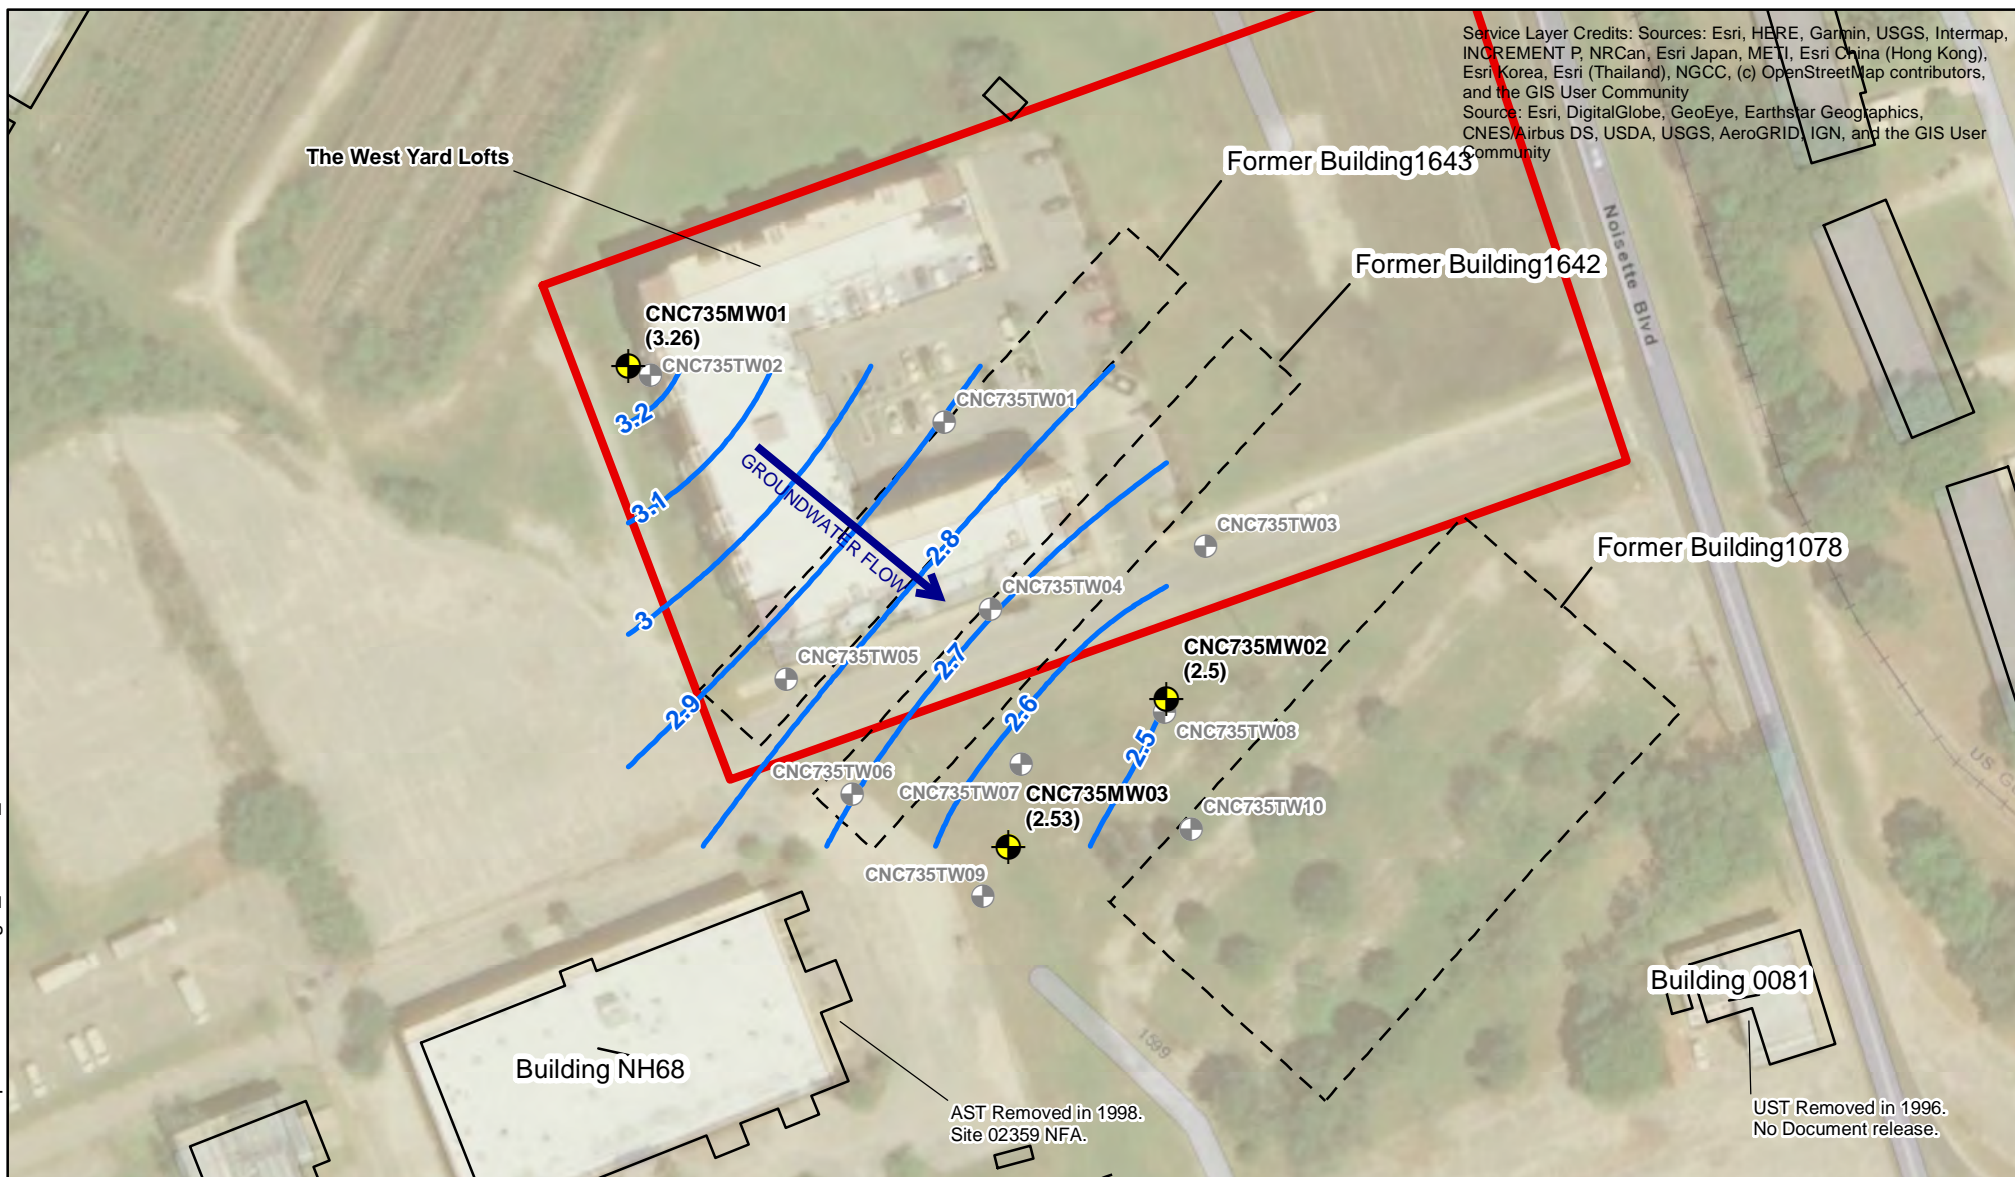 Service Layer Credits: Sources: Esri, HERE, Garmin, USGS, Intermap,
INCREMENT P, NRCan, Esri Japan, METI, Esri China (Hong Kong),
Esri Korea, Esri (Thailand), NGCC, (c) OpenStreetMap contributors,
and the GIS User Community
Source: Esri, DigitalGlobe, GeoEye, Earthstar Geographics,
CNES/Airbus DS, USDA, USGS, AeroGRID, IGN, and the GIS User
Community
The West Yard Lofts
Former Building1643
Former Building1642
Noisette Blvd
CNC735MW01
(3.26)
CNC735TW02
CNC735TW01
3.2
3.1
GROUNDWATER FLOW
2.8
CNC735TW03
Former Building1078
CNC735TW04
3
CNC735TW05
2.7
CNC735MW02
(2.5)
2.9
2.6
CNC735TW08
2.5
CNC735TW06
CNC735TW07
CNC735MW03
(2.53)
CNC735TW10
CNC735TW09
Building 0081
1599
Building NH68
AST Removed in 1998.
Site 02359 NFA.
UST Removed in 1996.
No Document release.